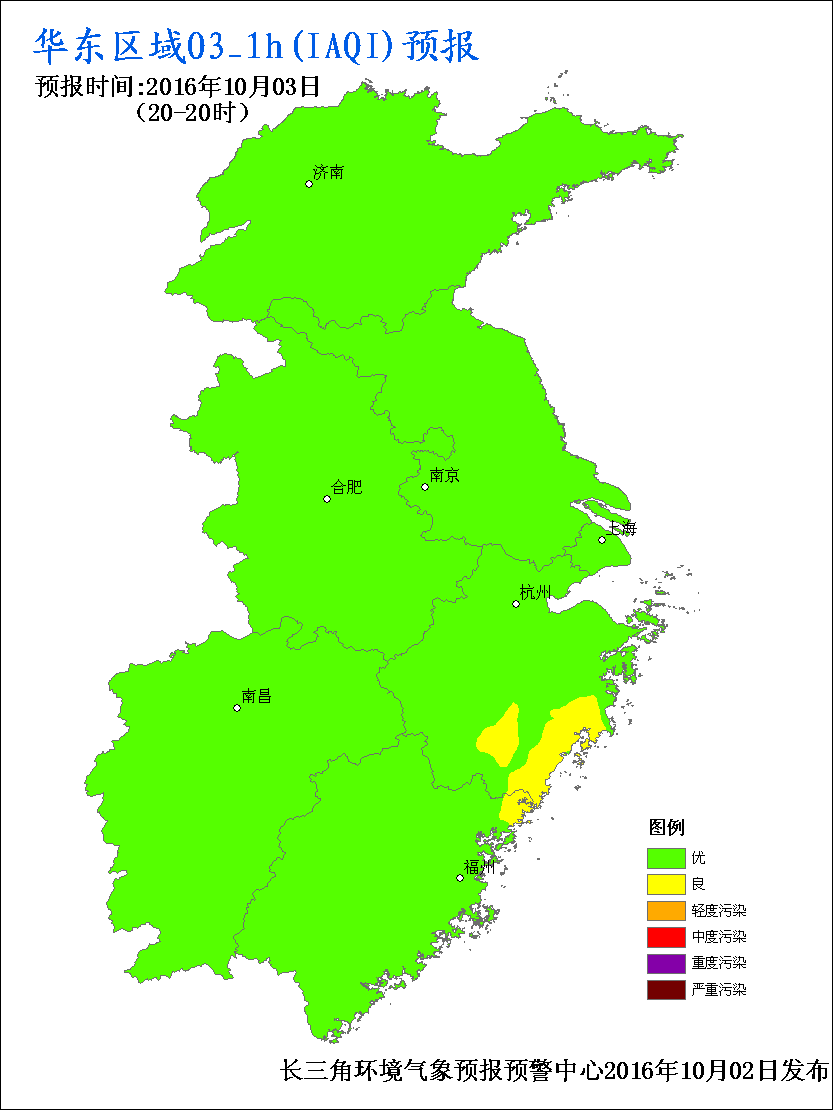 华东区域O3_1h(IAQI)预报
预报时间:2016年10月03日
(20-20时)
济南
南京
合肥
上海
杭州
南昌
福州
图例
优
良
轻度污染
中度污染
重度污染
严重污染
长三角环境气象预报预警中心2016年10月02日发布